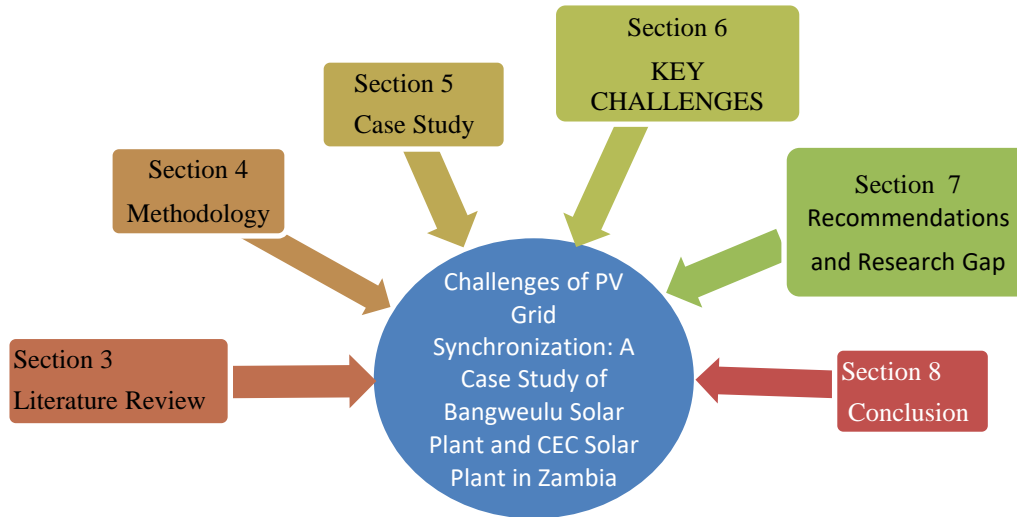 Section 3
Literature Review
Section 4
Methodology
Section 5
Case Study
Section 6
KEY
CHALLENGES
Section 7
Recommendations
and Research Gap
Section 8
Conclusion
Challenges of PV
Grid
Synchronization: A
Case Study of
Bangweulu Solar
Plant and CEC Solar
Plant in Zambia